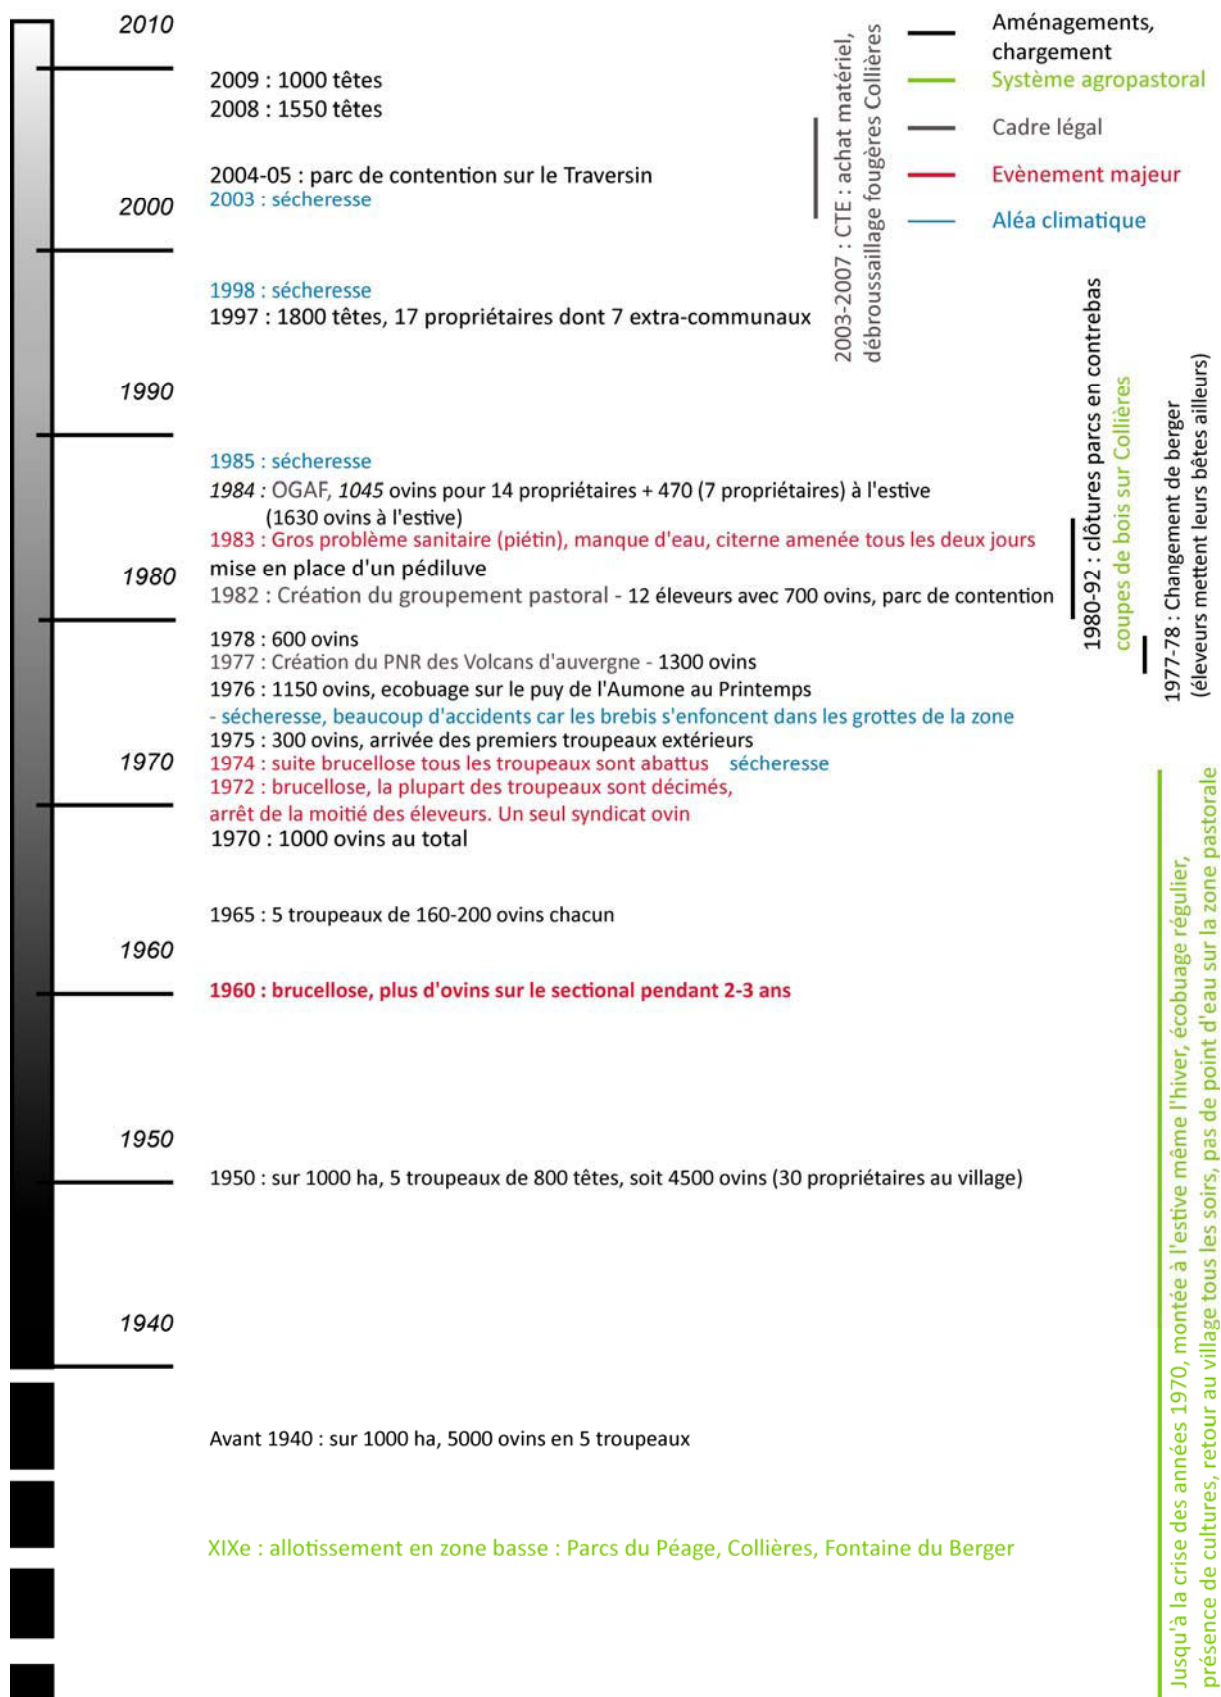 2010
Aménagements,
chargement
2009 : 1000 têtes
Système agropastoral
2008 : 1550 têtes
Cadre légal
2004-05 : parc de contention sur le Traversin
Evènement majeur
2003 : sécheresse
2000
Aléa climatique
2003-2007 : CTE : achat matériel,
débroussaillage fougères Collières
1998 : sécheresse
1997 : 1800 têtes, 17 propriétaires dont 7 extra-communaux
1990
1985 : sécheresse
1984 : OGAF, 1045 ovins pour 14 propriétaires + 470 (7 propriétaires) à l'estive
(1630 ovins à l'estive)
1983 : Gros problème sanitaire (piétin), manque d'eau, citerne amenée tous les deux jours
mise en place d'un pédiluve
1980
1982 : Création du groupement pastoral - 12 éleveurs avec 700 ovins, parc de contention
1980-92 : clôtures parcs en contrebas
coupes de bois sur Collières
1977-78 : Changement de berger
(éleveurs mettent leurs bêtes ailleurs)
1978 : 600 ovins
1977 : Création du PNR des Volcans d'auvergne - 1300 ovins
1976 : 1150 ovins, ecobuage sur le puy de l'Aumone au Printemps
- sécheresse, beaucoup d'accidents car les brebis s'enfoncent dans les grottes de la zone
1975 : 300 ovins, arrivée des premiers troupeaux extérieurs
1970
1974 : suite brucellose tous les troupeaux sont abattus sécheresse
1972 : brucellose, la plupart des troupeaux sont décimés,
arrêt de la moitié des éleveurs. Un seul syndicat ovin
1970 : 1000 ovins au total
1965 : 5 troupeaux de 160-200 ovins chacun
1960
1960 : brucellose, plus d'ovins sur le sectional pendant 2-3 ans
1950
1950 : sur 1000 ha, 5 troupeaux de 800 têtes, soit 4500 ovins (30 propriétaires au village)
1940
Avant 1940 : sur 1000 ha, 5000 ovins en 5 troupeaux
XIXe : allotissement en zone basse : Parcs du Péage, Collières, Fontaine du Berger
Jusqu'à la crise des années 1970, montée à l'estive même l'hiver, écobuage régulier,
présence de cultures, retour au village tous les soirs, pas de point d'eau sur la zone pastorale